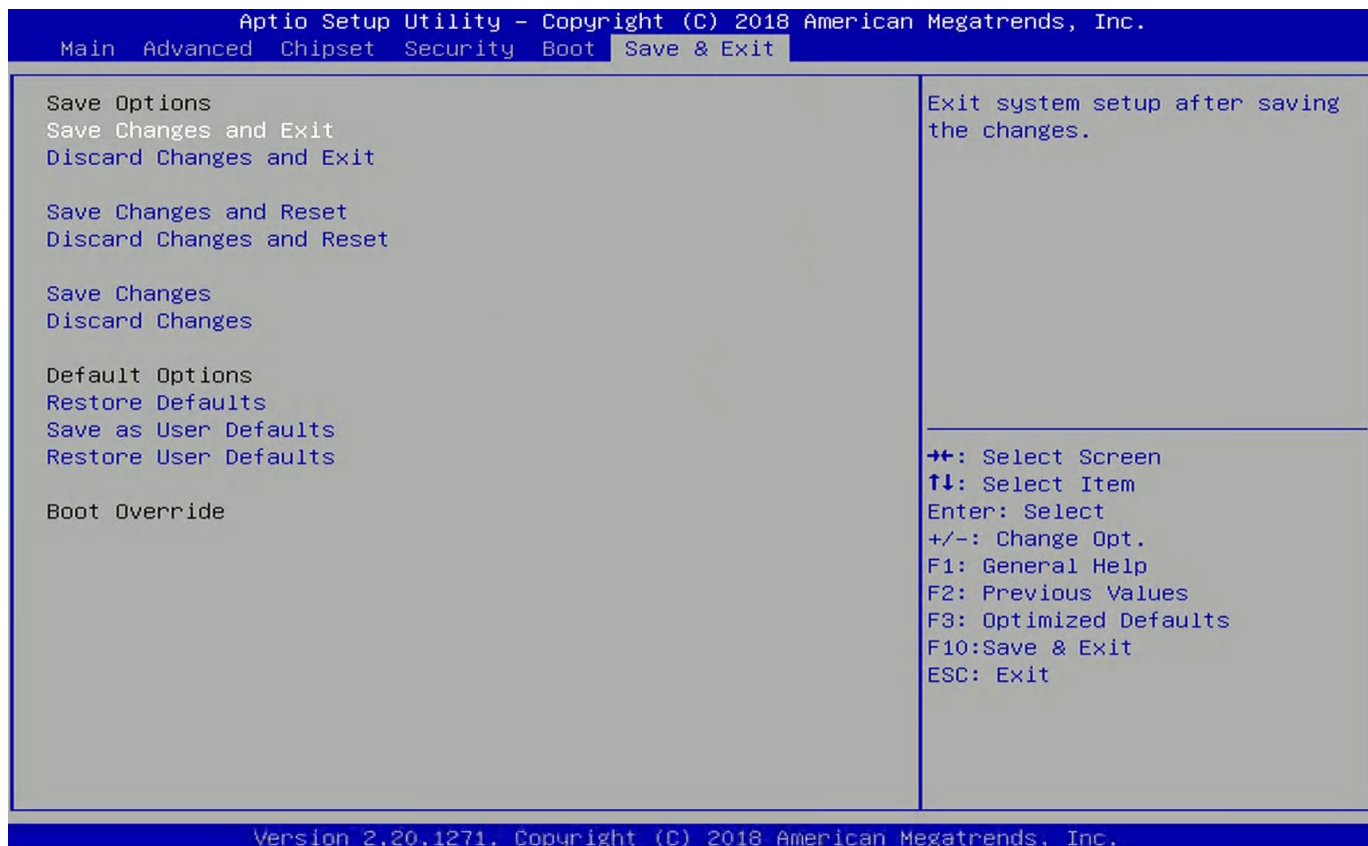 Aptio Setup Utility – Copyright (C) 2018 American Megatrends, Inc.
Main Advanced Chipset Security Boot Save & Exit
Save Options
Save Changes and Exit
Discard Changes and Exit
Save Changes and Reset
Discard Changes and Reset
Save Changes
Discard Changes
Default Options
Restore Defaults
Save as User Defaults
Restore User Defaults
Boot Override
Exit system setup after saving
the changes.
→←: Select Screen
↑↓: Select Item
Enter: Select
+/-: Change Opt.
F1: General Help
F2: Previous Values
F3: Optimized Defaults
F10:Save & Exit
ESC: Exit
Version 2.20.1271. Copyright (C) 2018 American Megatrends, Inc.